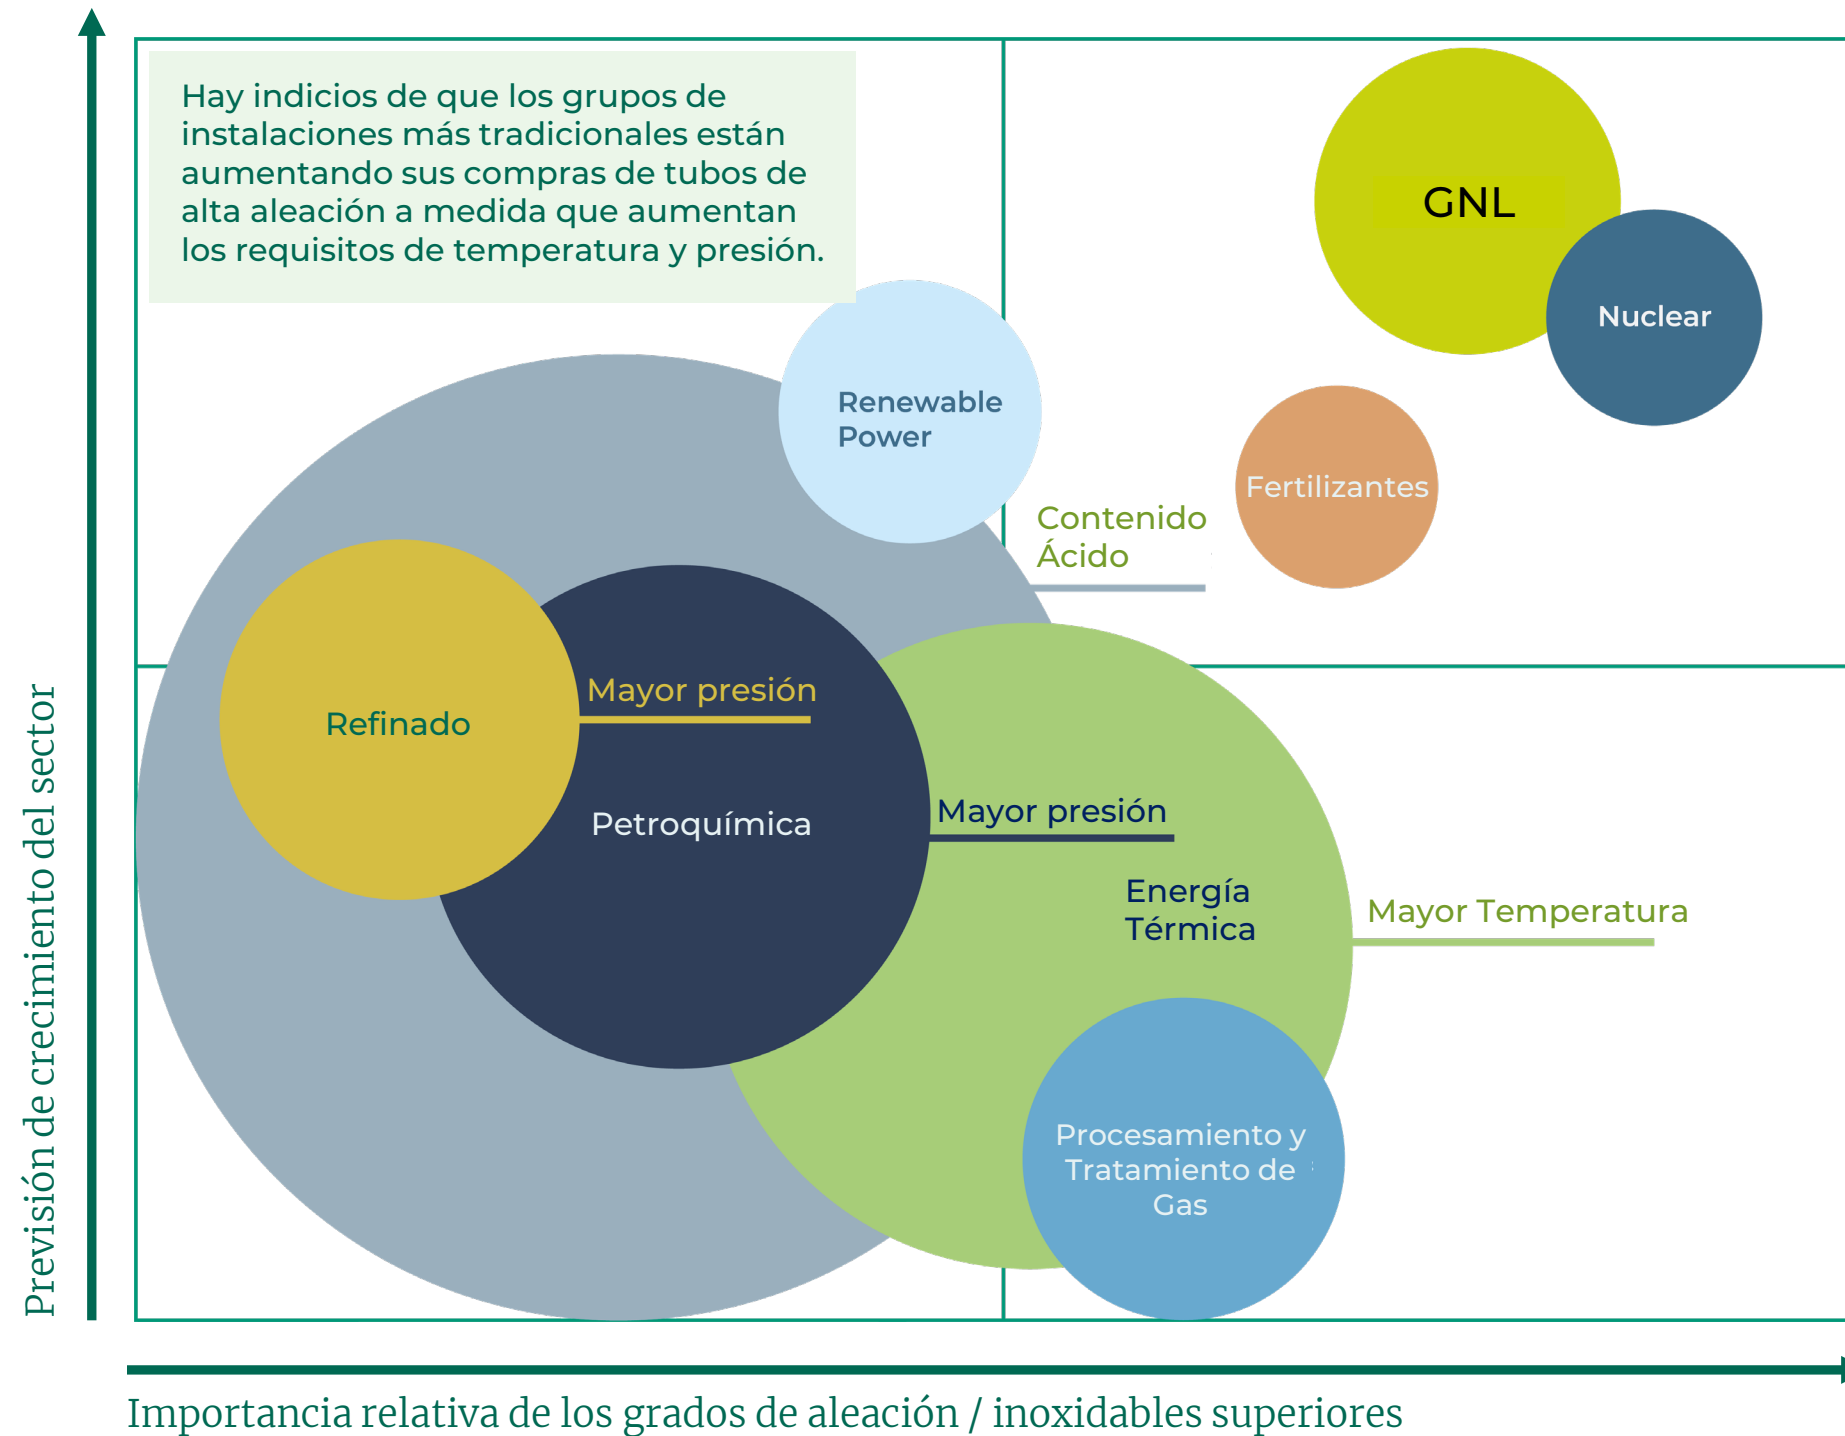 Hay indicios de que los grupos de
instalaciones más tradicionales están
aumentando sus compras de tubos de
alta aleación a medida que aumentan
los requisitos de temperatura y presión.
GNL
Nuclear
Renewable
Power
Fertilizantes
Contenido
Ácido
Mayor presión
Refinado
Petroquímica
Mayor presión
Energía
Térmica
Mayor Temperatura
Procesamiento y
Tratamiento de
Gas
Previsión de crecimiento del sector
Importancia relativa de los grados de aleación / inoxidables superiores